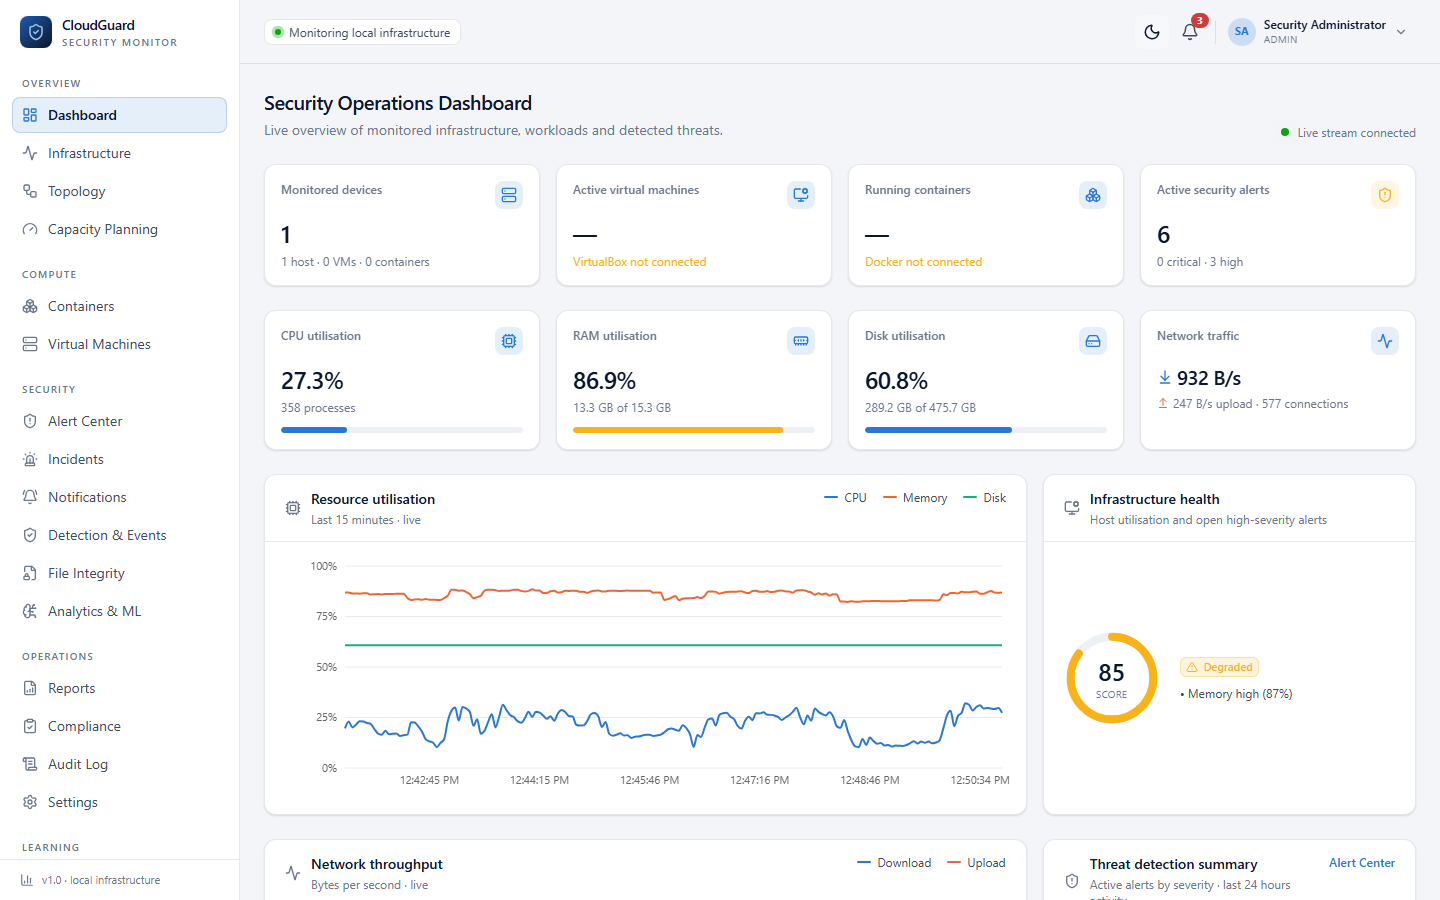 CloudGuard
SECURITY MONITOR
OVERVIEW
Dashboard
Infrastructure
Topology
Capacity Planning
COMPUTE
Containers
Virtual Machines
SECURITY
Alert Center
Incidents
Notifications
Detection & Events
File Integrity
Analytics & ML
OPERATIONS
Reports
Compliance
Audit Log
Settings
LEARNING
v1.0 · local infrastructure
Monitoring local infrastructure
3
SA
Security Administrator
ADMIN
Security Operations Dashboard
Live overview of monitored infrastructure, workloads and detected threats.
Live stream connected
Monitored devices
1
1 host · 0 VMs · 0 containers
Active virtual machines
—
VirtualBox not connected
Running containers
—
Docker not connected
Active security alerts
6
0 critical · 3 high
CPU utilisation
27.3%
358 processes
RAM utilisation
86.9%
13.3 GB of 15.3 GB
Disk utilisation
60.8%
289.2 GB of 475.7 GB
Network traffic
932 B/s
247 B/s upload · 577 connections
Resource utilisation
Last 15 minutes · live
CPU Memory Disk
100%
75%
50%
25%
0%
12:42:45 PM 12:44:15 PM 12:45:46 PM 12:47:16 PM 12:48:46 PM 12:50:34 PM
Infrastructure health
Host utilisation and open high-severity alerts
85
SCORE
Degraded
• Memory high (87%)
Network throughput
Bytes per second · live
Download Upload
Threat detection summary
Alert Center
Active alerts by severity · last 24 hours
activity